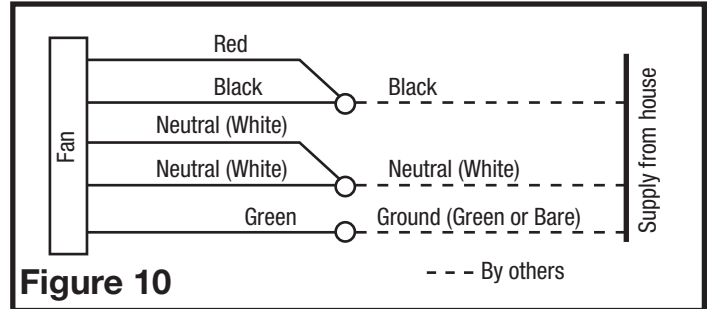 Red
Black Black
Neutral (White)
Neutral (White) Neutral (White)
Green Ground (Green or Bare)
Fan
Supply from house
Figure 10
--- By others